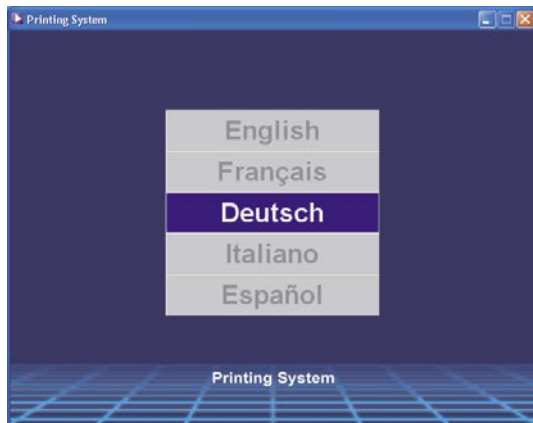 Printing System
English
Français
Deutsch
Italiano
Español
Printing System